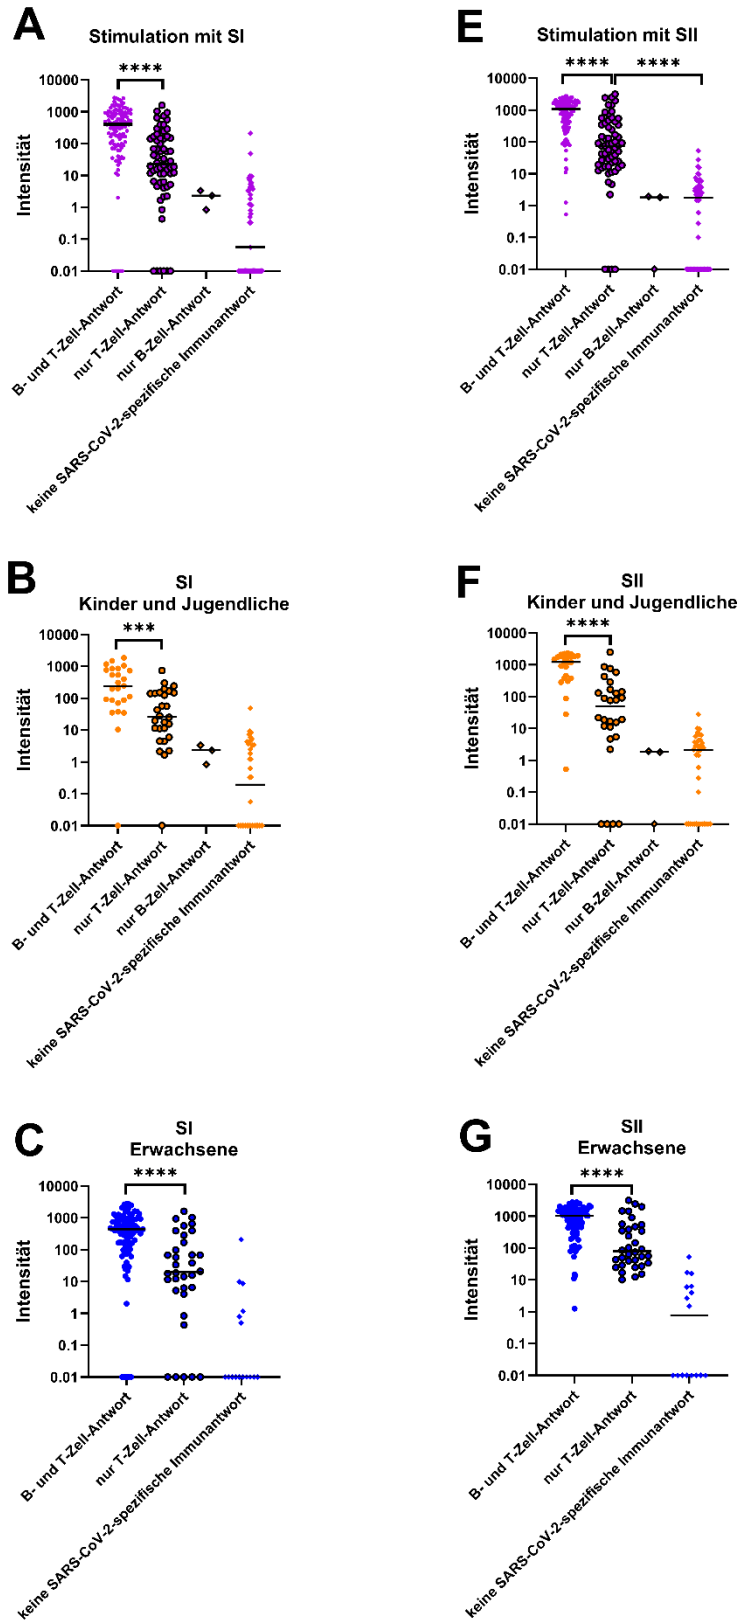 A
Stimulation mit SI
****
10000
1000
100
10
1
0.1
0.01
Intensität
B- und T-Zell-Antwort
nur T-Zell-Antwort
nur B-Zell-Antwort
keine SARS-CoV-2-spezifische Immunantwort
E
Stimulation mit SII
**** ****
10000
1000
100
10
1
0.1
0.01
Intensität
B- und T-Zell-Antwort
nur T-Zell-Antwort
nur B-Zell-Antwort
keine SARS-CoV-2-spezifische Immunantwort
B
SI
Kinder und Jugendliche
***
10000
1000
100
10
1
0.1
0.01
Intensität
B- und T-Zell-Antwort
nur T-Zell-Antwort
nur B-Zell-Antwort
keine SARS-CoV-2-spezifische Immunantwort
F
SII
Kinder und Jugendliche
****
10000
1000
100
10
1
0.1
0.01
Intensität
B- und T-Zell-Antwort
nur T-Zell-Antwort
nur B-Zell-Antwort
keine SARS-CoV-2-spezifische Immunantwort
C
SI
Erwachsene
****
10000
1000
100
10
1
0.1
0.01
Intensität
B- und T-Zell-Antwort
nur T-Zell-Antwort
keine SARS-CoV-2-spezifische Immunantwort
G
SII
Erwachsene
****
10000
1000
100
10
1
0.1
0.01
Intensität
B- und T-Zell-Antwort
nur T-Zell-Antwort
keine SARS-CoV-2-spezifische Immunantwort